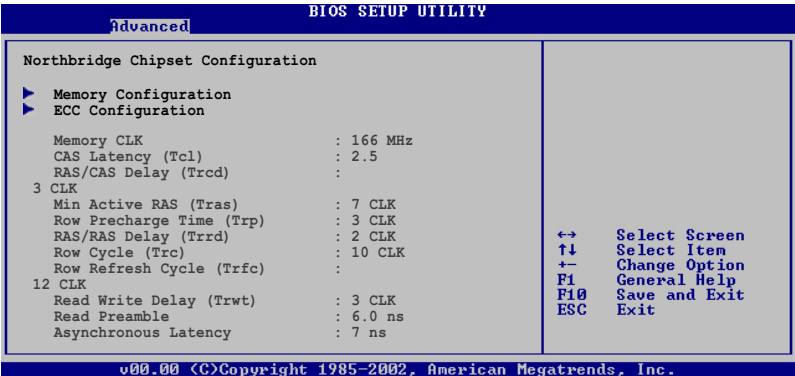 BIOS SETUP UTILITY
Advanced
Northbridge Chipset Configuration
Memory Configuration
ECC Configuration
Memory CLK : 166 MHz
CAS Latency (Tcl) : 2.5
RAS/CAS Delay (Trcd) :
3 CLK
Min Active RAS (Tras) : 7 CLK
Row Precharge Time (Trp) : 3 CLK
RAS/RAS Delay (Trrd) : 2 CLK
Row Cycle (Trc) : 10 CLK
Row Refresh Cycle (Trfc) :
12 CLK
Read Write Delay (Trwt) : 3 CLK
Read Preamble : 6.0 ns
Asynchronous Latency : 7 ns
↔ Select Screen
↑↓ Select Item
+- Change Option
F1 General Help
F10 Save and Exit
ESC Exit
v00.00 (C)Copyright 1985-2002, American Megatrends, Inc.